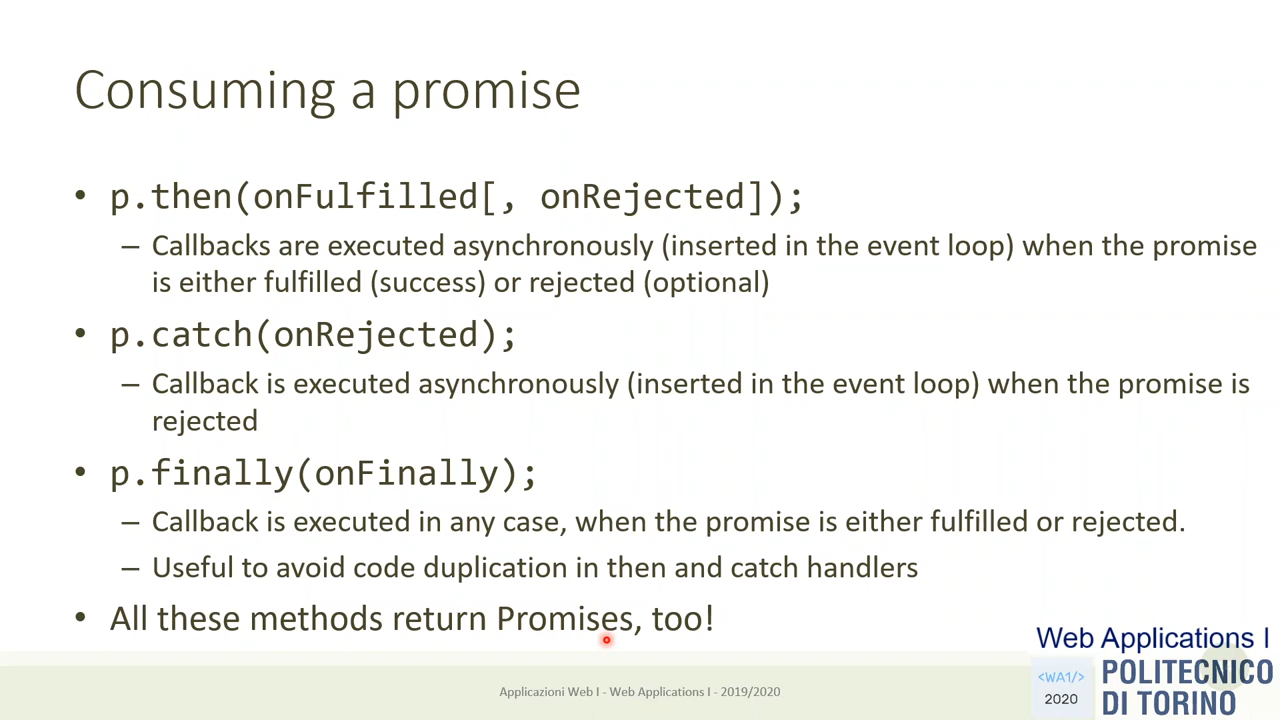 Consuming a promise
• p.then(onFulfilled[, onRejected]);
– Callbacks are executed asynchronously (inserted in the event loop) when the promise
is either fulfilled (success) or rejected (optional)
• p.catch(onRejected);
– Callback is executed asynchronously (inserted in the event loop) when the promise is
rejected
• p.finally(onFinally);
– Callback is executed in any case, when the promise is either fulfilled or rejected.
– Useful to avoid code duplication in then and catch handlers
• All these methods return Promises, too!
Applicazioni Web I - Web Applications I - 2019/2020
Web Applications I
<WA1/>
2020
POLITECNICO
DI TORINO